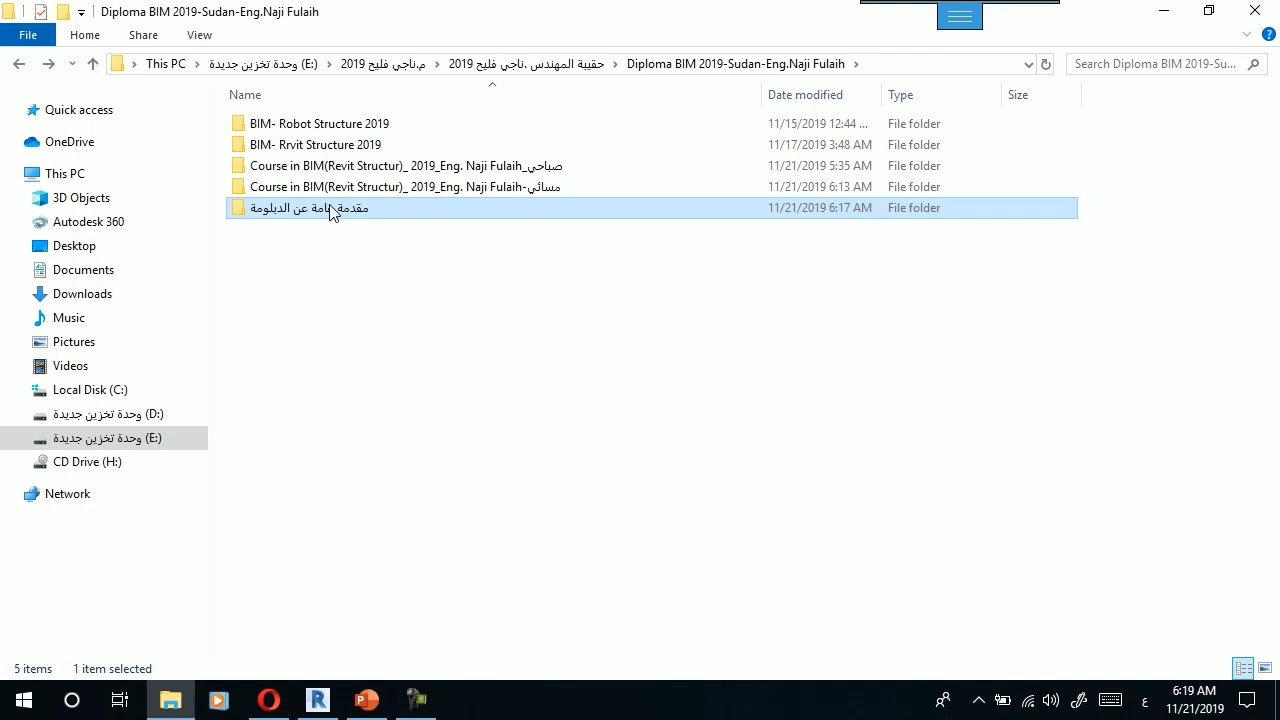 Diploma BIM 2019-Sudan-Eng.Naji Fulaih
File Home Share View
This PC وحدة تخزين جديدة (E:) م.ناجي فليح 2019 حقيبة المهندس .ناجي فليح 2019 Diploma BIM 2019-Sudan-Eng.Naji Fulaih Search Diploma BIM 2019-Su...
Name Date modified Type Size
Quick access
OneDrive
This PC
3D Objects
Autodesk 360
Desktop
Documents
Downloads
Music
Pictures
Videos
Local Disk (C:)
وحدة تخزين جديدة (D:)
وحدة تخزين جديدة (E:)
CD Drive (H:)
Network
BIM- Robot Structure 2019 11/15/2019 12:44 ... File folder
BIM- Rrvit Structure 2019 11/17/2019 3:48 AM File folder
Course in BIM(Revit Structur)_ 2019_Eng. Naji Fulaih_صباحي 11/21/2019 5:35 AM File folder
Course in BIM(Revit Structur)_ 2019_Eng. Naji Fulaih-مسائي 11/21/2019 6:13 AM File folder
مقدمة عن الدبلومة 11/21/2019 6:17 AM File folder
5 items 1 item selected
ع 6:19 AM
11/21/2019